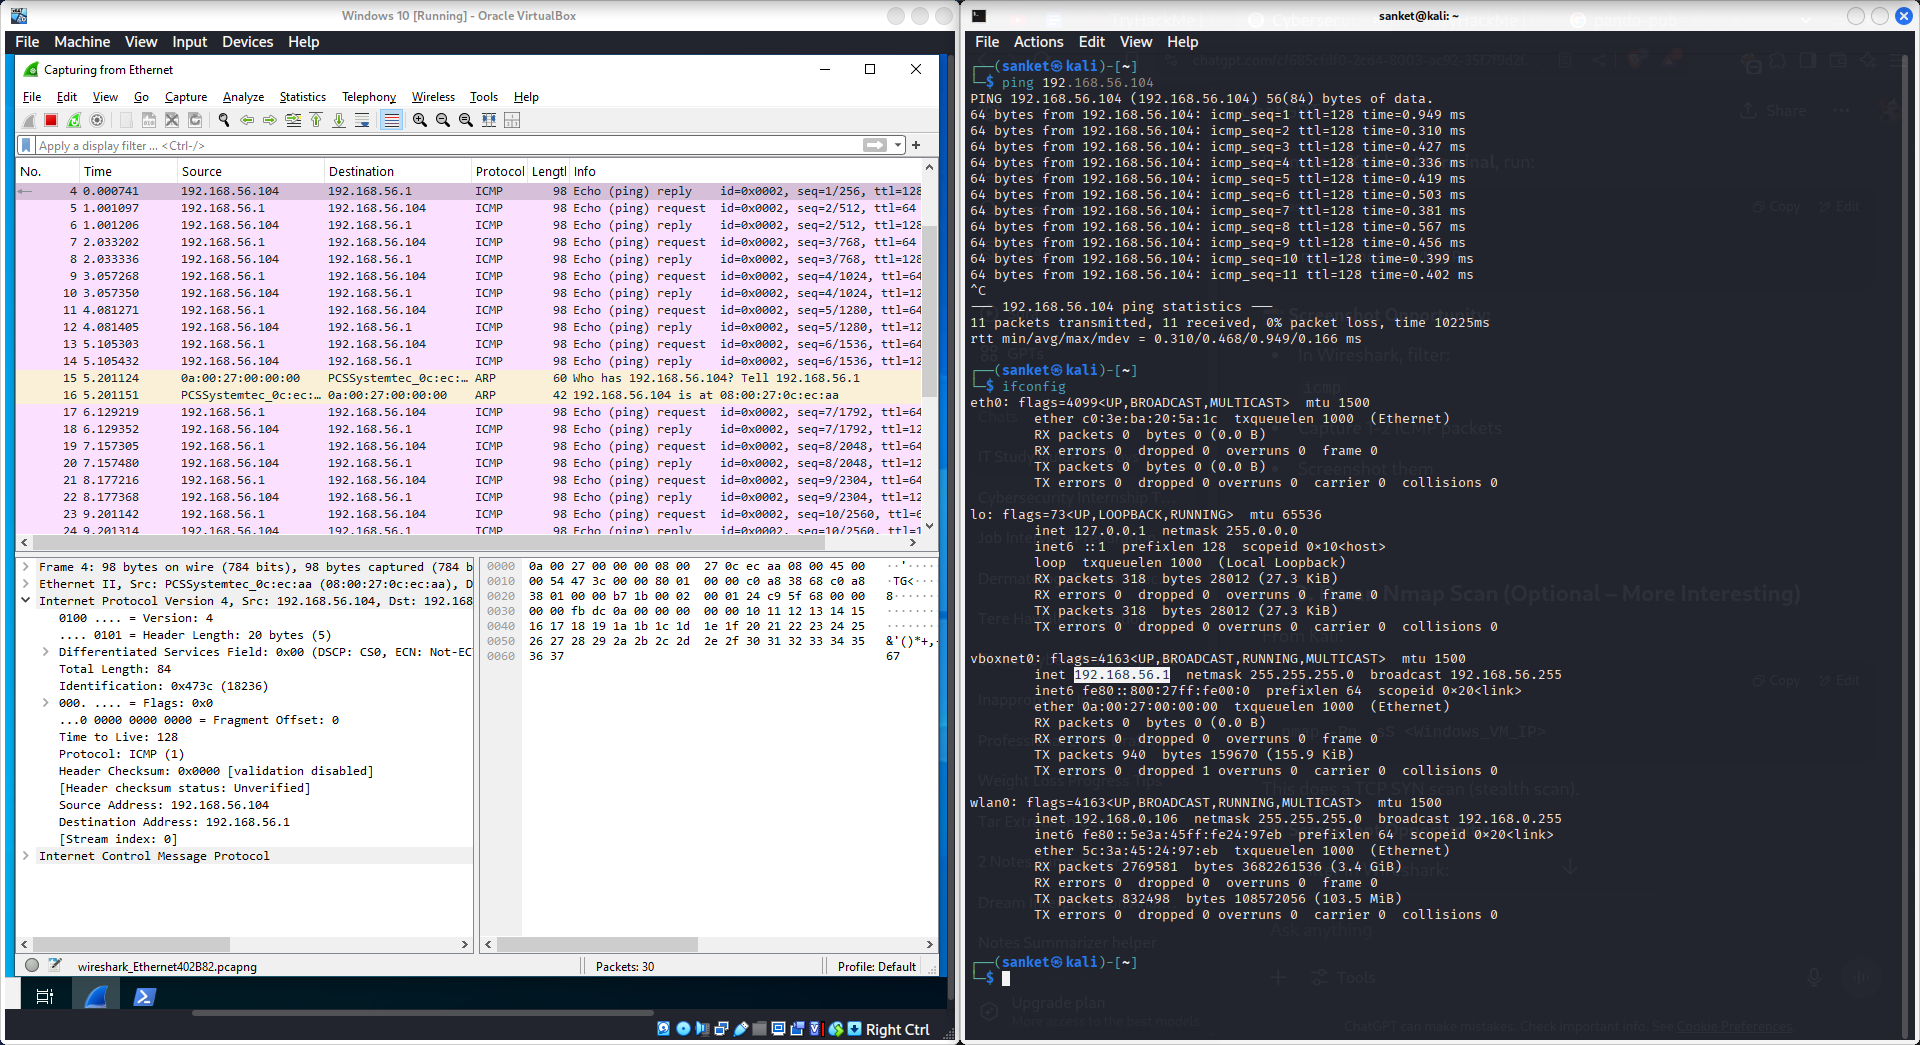 Windows 10 [Running] - Oracle VirtualBox
File Machine View Input Devices Help
Capturing from Ethernet
File Edit View Go Capture Analyze Statistics Telephony Wireless Tools Help
Apply a display filter ... <Ctrl-/>
No. Time Source Destination Protocol Lengtl Info
4 0.000741 192.168.56.104 192.168.56.1 ICMP 98 Echo (ping) reply id=0x0002, seq=1/256, ttl=128
5 1.001097 192.168.56.1 192.168.56.104 ICMP 98 Echo (ping) request id=0x0002, seq=2/512, ttl=64
6 1.001206 192.168.56.104 192.168.56.1 ICMP 98 Echo (ping) reply id=0x0002, seq=2/512, ttl=128
7 2.033202 192.168.56.1 192.168.56.104 ICMP 98 Echo (ping) request id=0x0002, seq=3/768, ttl=64
8 2.033336 192.168.56.104 192.168.56.1 ICMP 98 Echo (ping) reply id=0x0002, seq=3/768, ttl=128
9 3.057268 192.168.56.1 192.168.56.104 ICMP 98 Echo (ping) request id=0x0002, seq=4/1024, ttl=64
10 3.057350 192.168.56.104 192.168.56.1 ICMP 98 Echo (ping) reply id=0x0002, seq=4/1024, ttl=12
11 4.081271 192.168.56.1 192.168.56.104 ICMP 98 Echo (ping) request id=0x0002, seq=5/1280, ttl=64
12 4.081405 192.168.56.104 192.168.56.1 ICMP 98 Echo (ping) reply id=0x0002, seq=5/1280, ttl=12
13 5.105303 192.168.56.1 192.168.56.104 ICMP 98 Echo (ping) request id=0x0002, seq=6/1536, ttl=64
14 5.105432 192.168.56.104 192.168.56.1 ICMP 98 Echo (ping) reply id=0x0002, seq=6/1536, ttl=12
15 5.201124 0a:00:27:00:00:00 PCSSystemtec_0c:ec:... ARP 60 Who has 192.168.56.104? Tell 192.168.56.1
16 5.201151 PCSSystemtec_0c:ec:... 0a:00:27:00:00:00 ARP 42 192.168.56.104 is at 08:00:27:0c:ec:aa
17 6.129219 192.168.56.1 192.168.56.104 ICMP 98 Echo (ping) request id=0x0002, seq=7/1792, ttl=64
18 6.129352 192.168.56.104 192.168.56.1 ICMP 98 Echo (ping) reply id=0x0002, seq=7/1792, ttl=12
19 7.157305 192.168.56.1 192.168.56.104 ICMP 98 Echo (ping) request id=0x0002, seq=8/2048, ttl=64
20 7.157480 192.168.56.104 192.168.56.1 ICMP 98 Echo (ping) reply id=0x0002, seq=8/2048, ttl=12
21 8.177216 192.168.56.1 192.168.56.104 ICMP 98 Echo (ping) request id=0x0002, seq=9/2304, ttl=64
22 8.177368 192.168.56.104 192.168.56.1 ICMP 98 Echo (ping) reply id=0x0002, seq=9/2304, ttl=12
23 9.201142 192.168.56.1 192.168.56.104 ICMP 98 Echo (ping) request id=0x0002, seq=10/2560, ttl=6
24 9.201314 192.168.56.104 192.168.56.1 ICMP 98 Echo (ping) reply id=0x0002, seq=10/2560, ttl=1
Frame 4: 98 bytes on wire (784 bits), 98 bytes captured (784 b
Ethernet II, Src: PCSSystemtec_0c:ec:aa (08:00:27:0c:ec:aa), D
Internet Protocol Version 4, Src: 192.168.56.104, Dst: 192.168
0100 .... = Version: 4
.... 0101 = Header Length: 20 bytes (5)
Differentiated Services Field: 0x00 (DSCP: CS0, ECN: Not-EC
Total Length: 84
Identification: 0x473c (18236)
000. .... = Flags: 0x0
...0 0000 0000 0000 = Fragment Offset: 0
Time to Live: 128
Protocol: ICMP (1)
Header Checksum: 0x0000 [validation disabled]
[Header checksum status: Unverified]
Source Address: 192.168.56.104
Destination Address: 192.168.56.1
[Stream index: 0]
Internet Control Message Protocol
0000 0a 00 27 00 00 00 08 00 27 0c ec aa 08 00 45 00 ··'·····
0010 00 54 47 3c 00 00 80 01 00 00 c0 a8 38 68 c0 a8 ·TG<····
0020 38 01 00 00 b7 1b 00 02 00 01 24 c9 5f 68 00 00 8·······
0030 00 00 fb dc 0a 00 00 00 00 00 10 11 12 13 14 15 ········
0040 16 17 18 19 1a 1b 1c 1d 1e 1f 20 21 22 23 24 25 ········
0050 26 27 28 29 2a 2b 2c 2d 2e 2f 30 31 32 33 34 35 &'()*+,-
0060 36 37 67
wireshark_Ethernet402B82.pcapng
Packets: 30
Profile: Default
Right Ctrl
sanket@kali: ~
File Actions Edit View Help
┌──(sanket㉿kali)-[~]
└─$ ping 192.168.56.104
PING 192.168.56.104 (192.168.56.104) 56(84) bytes of data.
64 bytes from 192.168.56.104: icmp_seq=1 ttl=128 time=0.949 ms
64 bytes from 192.168.56.104: icmp_seq=2 ttl=128 time=0.310 ms
64 bytes from 192.168.56.104: icmp_seq=3 ttl=128 time=0.427 ms
64 bytes from 192.168.56.104: icmp_seq=4 ttl=128 time=0.336 ms
64 bytes from 192.168.56.104: icmp_seq=5 ttl=128 time=0.419 ms
64 bytes from 192.168.56.104: icmp_seq=6 ttl=128 time=0.503 ms
64 bytes from 192.168.56.104: icmp_seq=7 ttl=128 time=0.381 ms
64 bytes from 192.168.56.104: icmp_seq=8 ttl=128 time=0.567 ms
64 bytes from 192.168.56.104: icmp_seq=9 ttl=128 time=0.456 ms
64 bytes from 192.168.56.104: icmp_seq=10 ttl=128 time=0.399 ms
64 bytes from 192.168.56.104: icmp_seq=11 ttl=128 time=0.402 ms
^C
--- 192.168.56.104 ping statistics ---
11 packets transmitted, 11 received, 0% packet loss, time 10225ms
rtt min/avg/max/mdev = 0.310/0.468/0.949/0.166 ms
┌──(sanket㉿kali)-[~]
└─$ ifconfig
eth0: flags=4099<UP,BROADCAST,MULTICAST> mtu 1500
ether c0:3e:ba:20:5a:1c txqueuelen 1000 (Ethernet)
RX packets 0 bytes 0 (0.0 B)
RX errors 0 dropped 0 overruns 0 frame 0
TX packets 0 bytes 0 (0.0 B)
TX errors 0 dropped 0 overruns 0 carrier 0 collisions 0
lo: flags=73<UP,LOOPBACK,RUNNING> mtu 65536
inet 127.0.0.1 netmask 255.0.0.0
inet6 ::1 prefixlen 128 scopeid 0×10<host>
loop txqueuelen 1000 (Local Loopback)
RX packets 318 bytes 28012 (27.3 KiB)
RX errors 0 dropped 0 overruns 0 frame 0
TX packets 318 bytes 28012 (27.3 KiB)
TX errors 0 dropped 0 overruns 0 carrier 0 collisions 0
vboxnet0: flags=4163<UP,BROADCAST,RUNNING,MULTICAST> mtu 1500
inet 192.168.56.1 netmask 255.255.255.0 broadcast 192.168.56.255
inet6 fe80::800:27ff:fe00:0 prefixlen 64 scopeid 0×20<link>
ether 0a:00:27:00:00:00 txqueuelen 1000 (Ethernet)
RX packets 0 bytes 0 (0.0 B)
RX errors 0 dropped 0 overruns 0 frame 0
TX packets 940 bytes 159670 (155.9 KiB)
TX errors 0 dropped 1 overruns 0 carrier 0 collisions 0
wlan0: flags=4163<UP,BROADCAST,RUNNING,MULTICAST> mtu 1500
inet 192.168.0.106 netmask 255.255.255.0 broadcast 192.168.0.255
inet6 fe80::5e3a:45ff:fe24:97eb prefixlen 64 scopeid 0×20<link>
ether 5c:3a:45:24:97:eb txqueuelen 1000 (Ethernet)
RX packets 2769581 bytes 3682261536 (3.4 GiB)
RX errors 0 dropped 0 overruns 0 frame 0
TX packets 832498 bytes 108572056 (103.5 MiB)
TX errors 0 dropped 0 overruns 0 carrier 0 collisions 0
┌──(sanket㉿kali)-[~]
└─$
Share
Copy Edit
Screenshot Opportunity
In Wireshark, filter:
icmp
ICMP packets
Screenshot them
Nmap Scan (Optional – More Interesting)
From Kali:
Copy Edit
<Windows_VM_IP>
This does a TCP SYN scan (stealth scan).
Ask anything
Notes Summarizer helper
Tools
Upgrade plan
More access to the best models
ChatGPT can make mistakes. Check important info. See Cookie Preferences